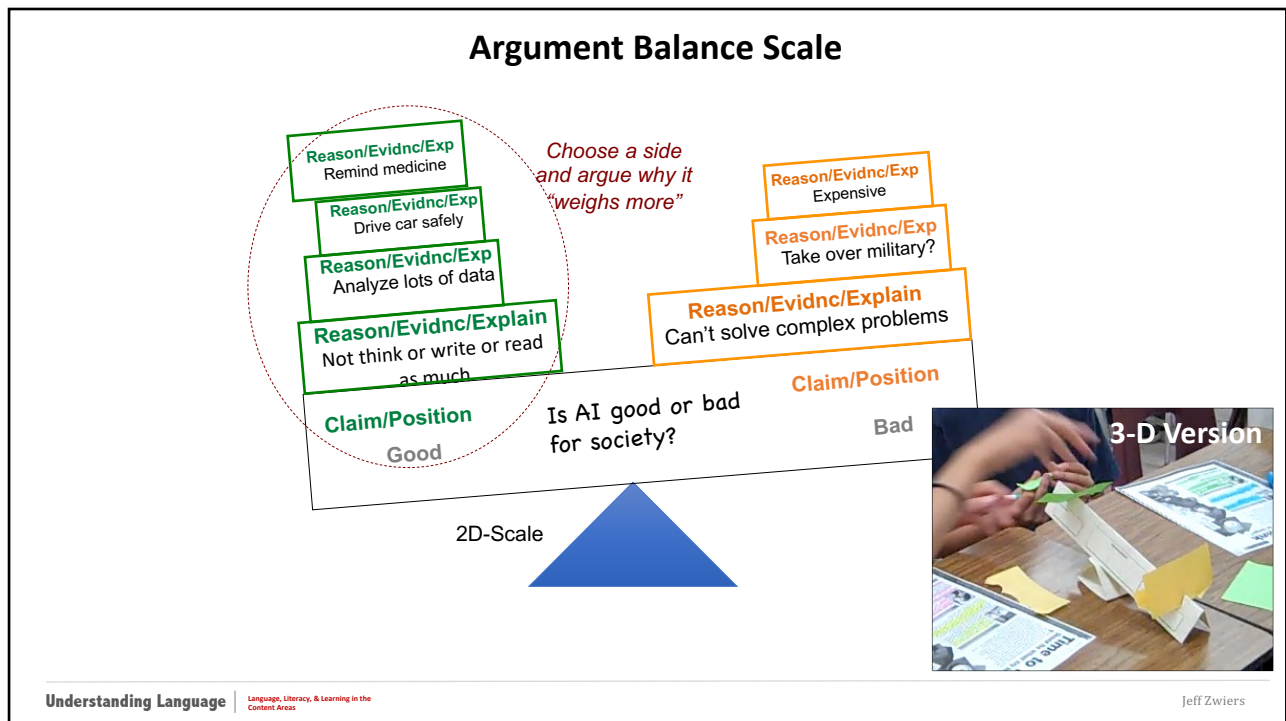 Argument Balance Scale
Reason/Evidnc/Exp
Remind medicine
Reason/Evidnc/Exp
Drive car safely
Reason/Evidnc/Exp
Analyze lots of data
Reason/Evidnc/Explain
Not think or write or read
as much
Claim/Position
Good
Choose a side
and argue why it
“weighs more”
Is AI good or bad
for society?
Reason/Evidnc/Exp
Expensive
Reason/Evidnc/Exp
Take over military?
Reason/Evidnc/Explain
Can't solve complex problems
Claim/Position
Bad
2D-Scale
3-D Version
Time to
Understanding Language
Language, Literacy, & Learning in the
Content Areas
Jeff Zwiers